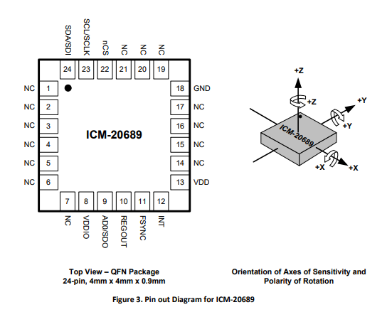 SDA/SDI SCL/SCLK nCS NC NC NC
24 23 22 21 20 19
NC 1 18 GND
NC 2 17 NC
NC 3 16 NC
ICM-20689
NC 4 15 NC
NC 5 14 NC
NC 6 13 VDD
7 8 9 10 11 12
NC VDDIO AD0/SDO REGOUT FSYNC INT
+Z
+Z
+Y
+Y
ICM-20689
+X
+X
Top View – QFN Package
24-pin, 4mm x 4mm x 0.9mm
Orientation of Axes of Sensitivity and
Polarity of Rotation
Figure 3. Pin out Diagram for ICM-20689